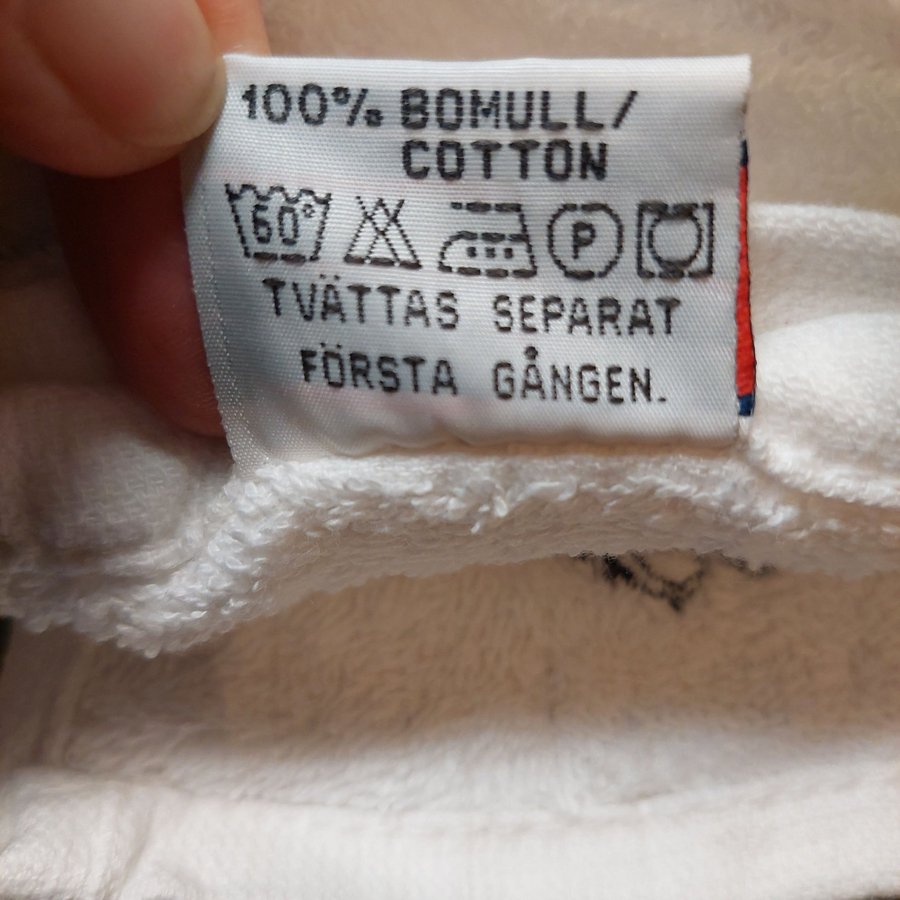 100% BOMULL/
COTTON
60° P
TVÄTTAS SEPARAT
FÖRSTA GÅNGEN.